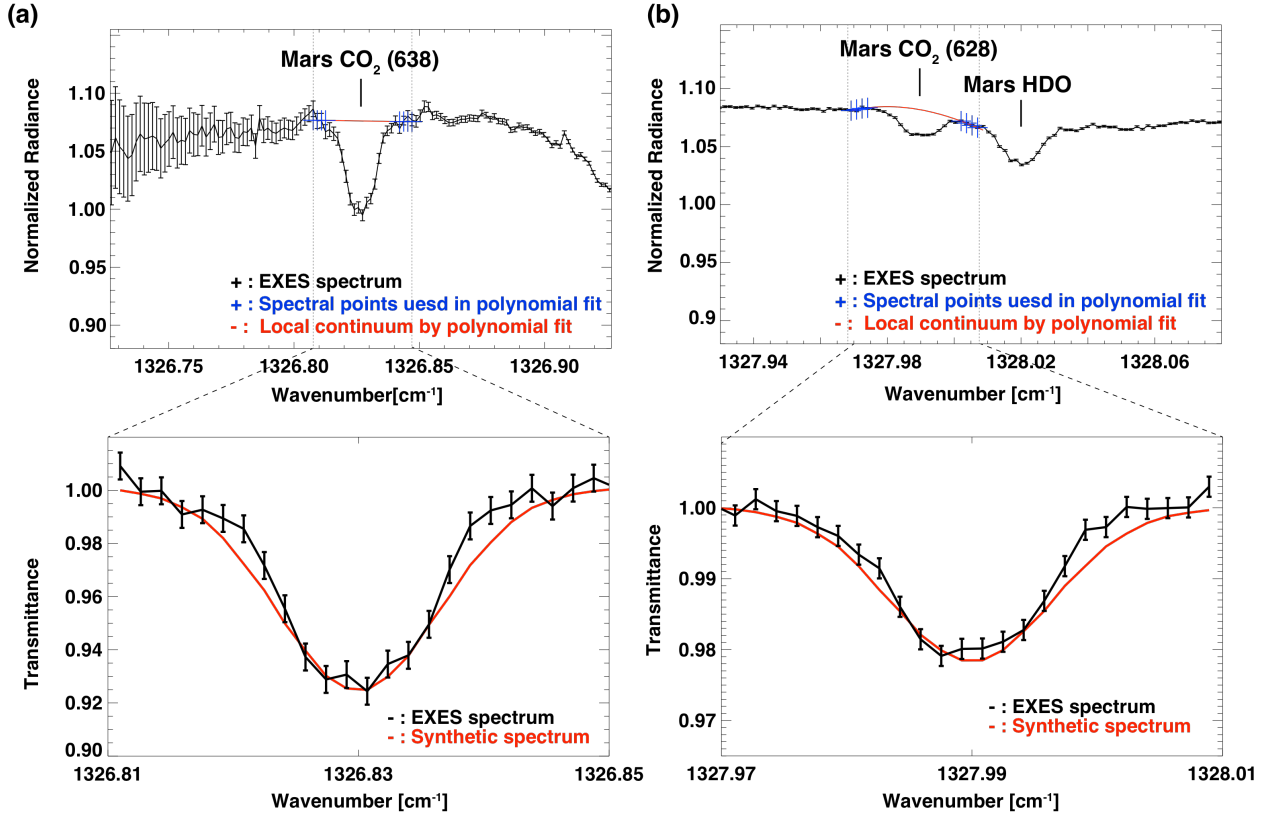 (a)
Mars CO2 (638)
Normalized Radiance
1.10
1.05
1.00
0.95
0.90
+ : EXES spectrum
+ : Spectral points uesd in polynomial fit
- : Local continuum by polynomial fit
1326.75 1326.80 1326.85 1326.90
Wavenumber[cm-1]
Transmittance
1.00
0.98
0.96
0.94
0.92
0.90
- : EXES spectrum
- : Synthetic spectrum
1326.81 1326.83 1326.85
Wavenumber [cm-1]
(b)
Mars CO2 (628)
Mars HDO
Normalized Radiance
1.10
1.05
1.00
0.95
0.9
+ : EXES spectrum
+ : Spectral points uesd in polynomial fit
- : Local continuum by polynomial fit
1327.94 1327.98 1328.02 1328.06
Wavenumber [cm-1]
Transmittance
1.00
0.99
0.98
0.97
- : EXES spectrum
- : Synthetic spectrum
1327.97 1327.99 1328.01
Wavenumber [cm-1]